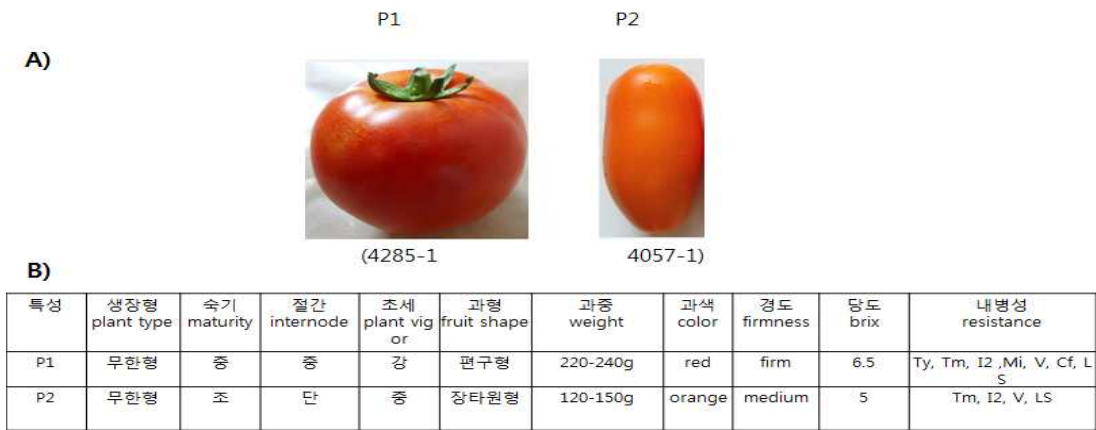 P1 P2
A)
(4285-1 4057-1)
B)
특성 생장형 숙기 절간 초세 과형 과중 과색 경도 당도 내병성
plant type maturity internode plant vig fruit shape weight color firmness brix resistance
or
P1 무한형 중 중 강 편구형 220-240g red firm 6.5 Ty, Tm, I2 ,Mi, V, Cf, L
S
P2 무한형 조 단 중 장타원형 120-150g orange medium 5 Tm, I2, V, LS